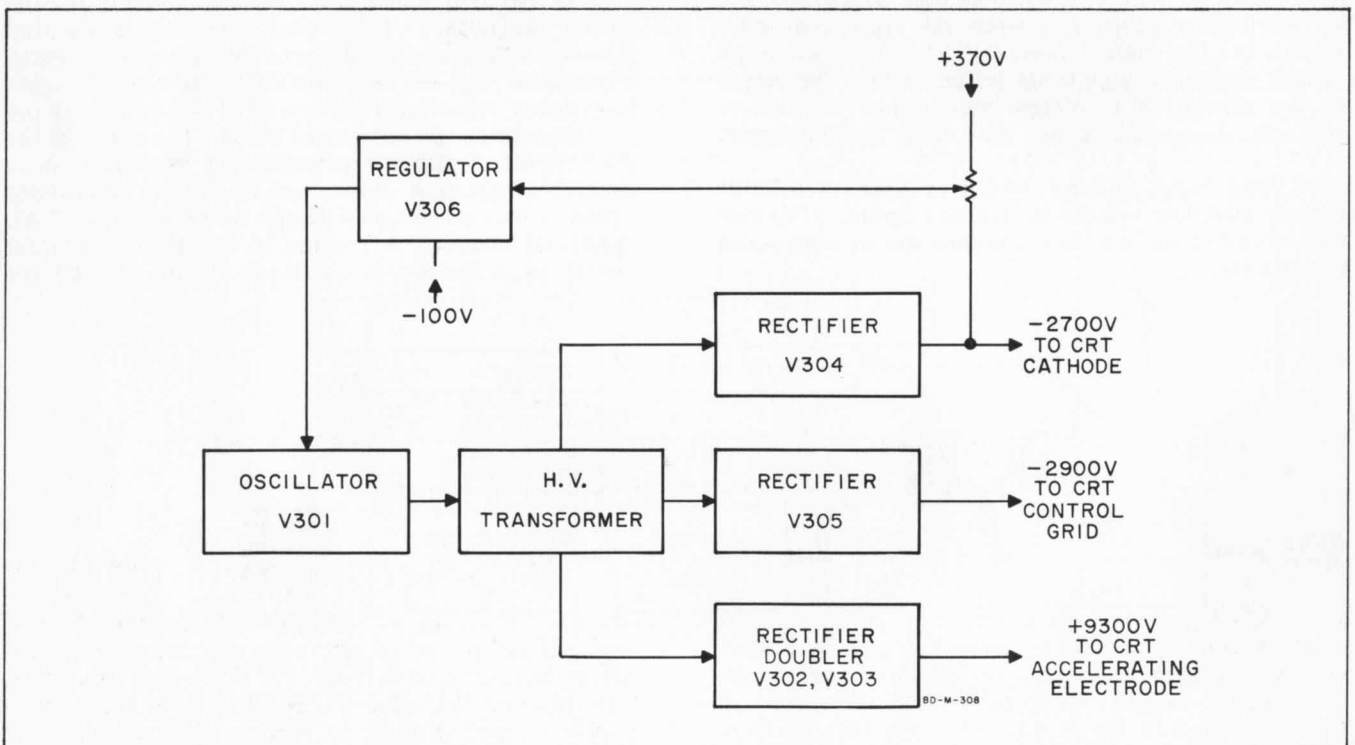 +370V
REGULATOR
V306
-100V
RECTIFIER
V304
-2700V
TO CRT
CATHODE
OSCILLATOR
V301
H. V.
TRANSFORMER
RECTIFIER
V305
-2900V
TO CRT
CONTROL
GRID
RECTIFIER
DOUBLER
V302, V303
+9300V
TO CRT
ACCELERATING
ELECTRODE
BD-M-308